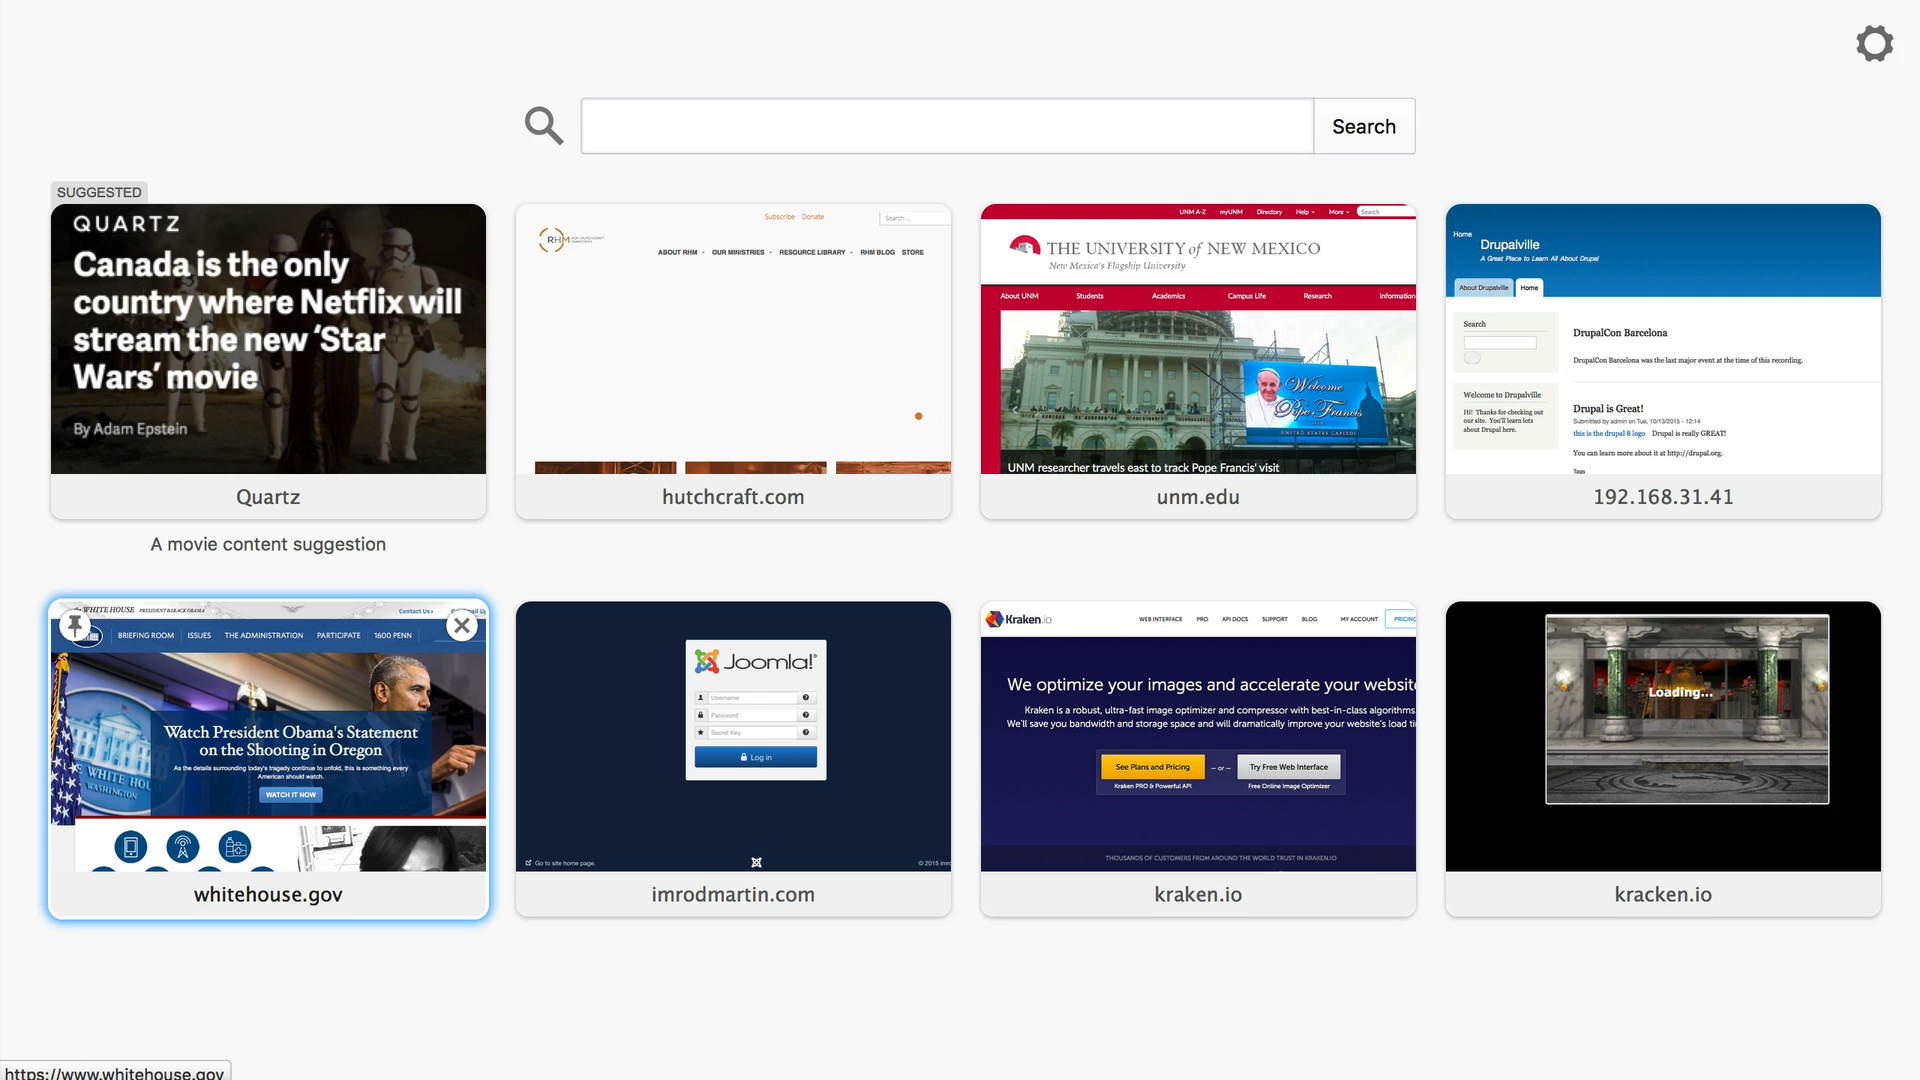 Search
SUGGESTED
QUARTZ
Canada is the only
country where Netflix will
stream the new ‘Star
Wars’ movie
By Adam Epstein
Quartz
A movie content suggestion
Subscribe Donate
Search ...
RHM
ABOUT RHM OUR MINISTRIES RESOURCE LIBRARY RHM BLOG STORE
hutchcraft.com
UNM A-Z myUNM Directory Help More Search
THE UNIVERSITY of NEW MEXICO
New Mexico's Flagship University
About UNM Students Academics Campus Life Research Information
Welcome
Pope Francis
UNITED STATES CAPITOL
UNM researcher travels east to track Pope Francis' visit
unm.edu
Home
Drupalville
A Great Place to Learn All About Drupal
About Drupalville Home
Search
DrupalCon Barcelona
DrupalCon Barcelona was the last major event at the time of this recording.
Welcome to Drupalville
Hi! Thanks for checking out
our site. You'll learn lots
about Drupal here.
Drupal is Great!
Submitted by admin on Tue, 10/13/2015 - 12:14
this is the drupal 8 logo Drupal is really GREAT!
You can learn more about it at http://drupal.org.
Tags
192.168.31.41
WHITE HOUSE PRESIDENT BARACK OBAMA Contact Us
BRIEFING ROOM ISSUES THE ADMINISTRATION PARTICIPATE 1600 PENN
Watch President Obama's Statement
on the Shooting in Oregon
As the details surrounding today's tragedy continue to unfold, this is something every
American should watch.
WATCH IT NOW
WHITE HOU
WASHINGTON
whitehouse.gov
Joomla!
Username
Password
Secret Key
Log in
Go to site home page.
© 2015 imro
imrodmartin.com
Kraken.io
WEB INTERFACE PRO API DOCS SUPPORT BLOG MY ACCOUNT PRICING
We optimize your images and accelerate your website
Kraken is a robust, ultra-fast image optimizer and compressor with best-in-class algorithms.
We'll save you bandwidth and storage space and will dramatically improve your website's load ti
See Plans and Pricing – or – Try Free Web Interface
Kraken PRO & Powerful API Free Online Image Optimizer
THOUSANDS OF CUSTOMERS FROM AROUND THE WORLD TRUST IN KRAKEN.IO
kraken.io
Loading...
kracken.io
https://www.whitehouse.gov